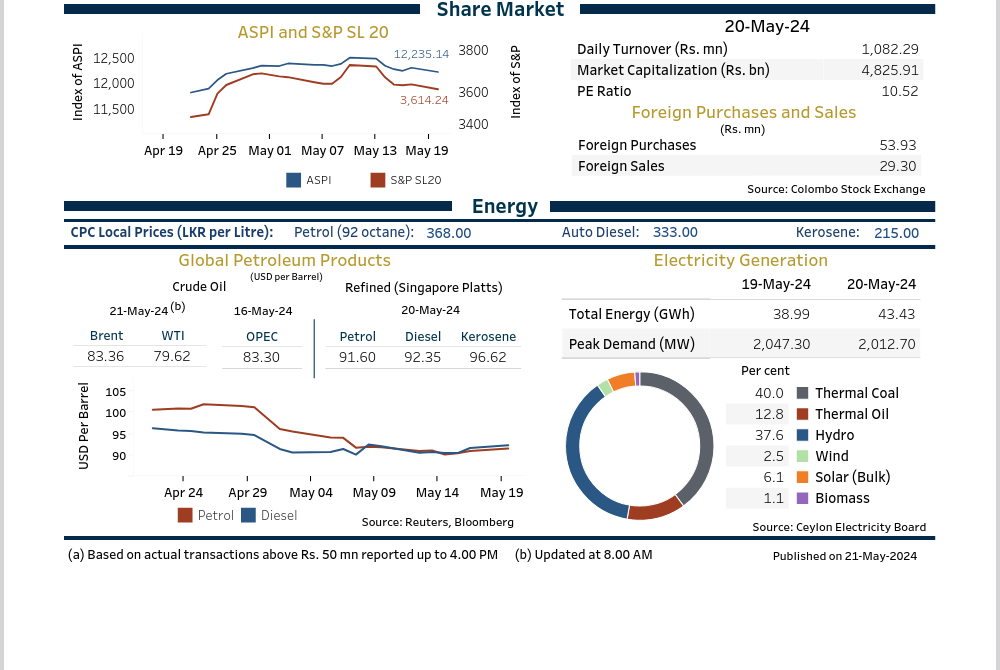 Share Market
ASPI and S&P SL 20
Index of ASPI
12,500
12,000
11,500
12,235.14
3,614.24
3800
3600
3400
Index of S&P
Apr 19 Apr 25 May 01 May 07 May 13 May 19
ASPI S&P SL20
20-May-24
Daily Turnover (Rs. mn) 1,082.29
Market Capitalization (Rs. bn) 4,825.91
PE Ratio 10.52
Foreign Purchases and Sales
(Rs. mn)
Foreign Purchases 53.93
Foreign Sales 29.30
Source: Colombo Stock Exchange
Energy
CPC Local Prices (LKR per Litre): Petrol (92 octane): 368.00 Auto Diesel: 333.00 Kerosene: 215.00
Global Petroleum Products
(USD per Barrel)
Crude Oil Refined (Singapore Platts)
21-May-24 (b) 16-May-24 20-May-24
Brent WTI OPEC Petrol Diesel Kerosene
83.36 79.62 83.30 91.60 92.35 96.62
USD Per Barrel
105
100
95
90
Apr 24 Apr 29 May 04 May 09 May 14 May 19
Petrol Diesel
Source: Reuters, Bloomberg
Electricity Generation
19-May-24 20-May-24
Total Energy (GWh) 38.99 43.43
Peak Demand (MW) 2,047.30 2,012.70
Per cent
40.0 Thermal Coal
12.8 Thermal Oil
37.6 Hydro
2.5 Wind
6.1 Solar (Bulk)
1.1 Biomass
Source: Ceylon Electricity Board
(a) Based on actual transactions above Rs. 50 mn reported up to 4.00 PM (b) Updated at 8.00 AM Published on 21-May-2024